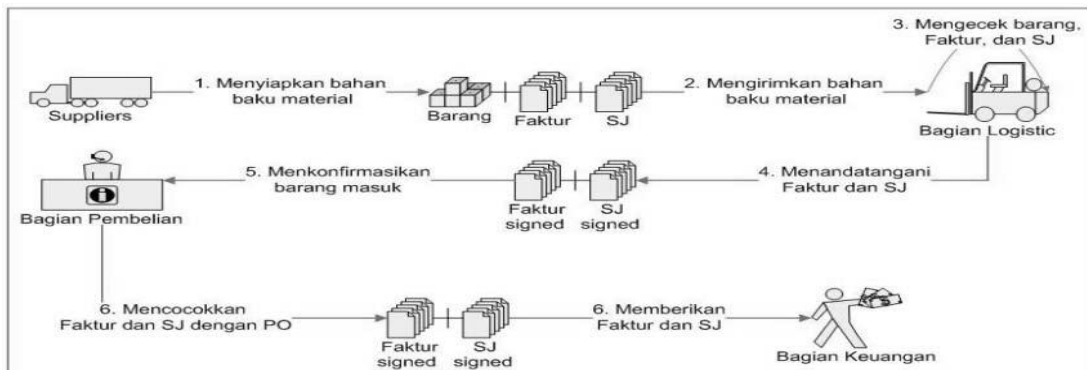 1. Menyiapkan bahan
baku material
Suppliers
Barang
Faktur
SJ
2. Mengirimkan bahan
baku material
3. Mengecek barang,
Faktur, dan SJ
Bagian Logistic
4. Menandatangani
Faktur dan SJ
Faktur
signed
SJ
signed
5. Menkonfirmasikan
barang masuk
Bagian Pembelian
6. Mencocokkan
Faktur dan SJ dengan PO
Faktur
signed
SJ
signed
6. Memberikan
Faktur dan SJ
Bagian Keuangan